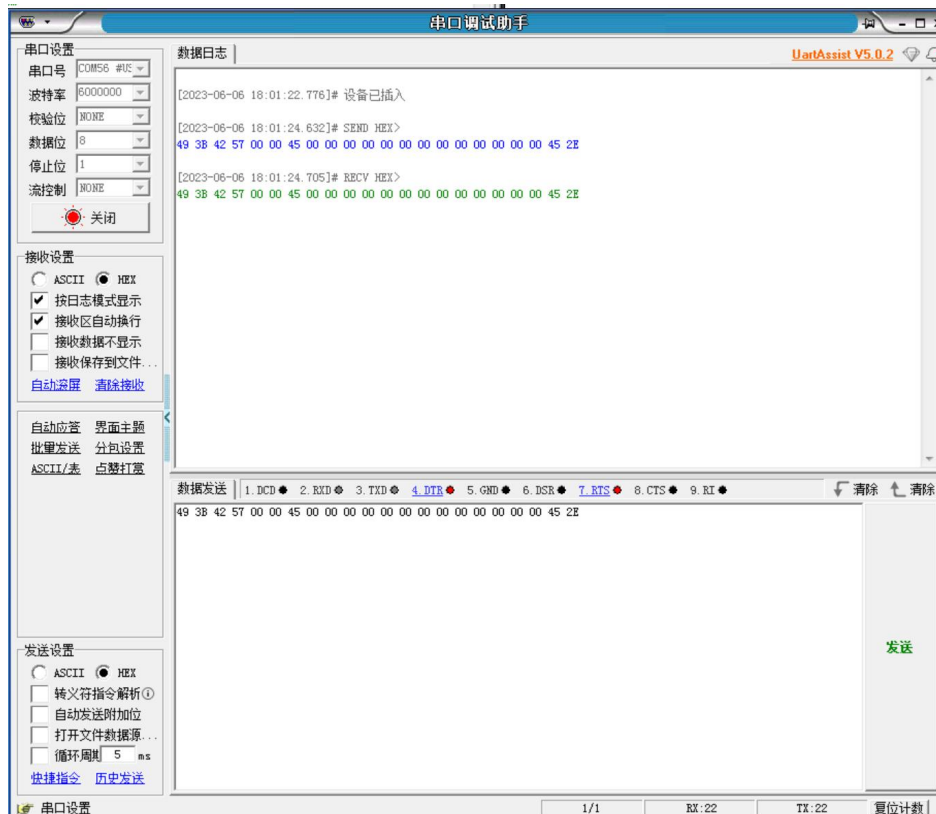 串口调试助手
串口设置
串口号 COM56 #US
波特率 6000000
校验位 NONE
数据位 8
停止位 1
流控制 NONE
关闭
接收设置
ASCII HEX
按日志模式显示
接收区自动换行
接收数据不显示
接收保存到文件...
自动滚屏 清除接收
自动应答 界面主题
批量发送 分包设置
ASCII/表 点赞打赏
发送设置
ASCII HEX
转义符指令解析
自动发送附加位
打开文件数据源...
循环周期 5 ms
快捷指令 历史发送
数据日志 UartAssist V5.0.2
[2023-06-06 18:01:22.776]# 设备已插入
[2023-06-06 18:01:24.632]# SEND HEX>
49 3B 42 57 00 00 45 00 00 00 00 00 00 00 00 00 00 00 00 00 45 2E
[2023-06-06 18:01:24.705]# RECV HEX>
49 3B 42 57 00 00 45 00 00 00 00 00 00 00 00 00 00 00 00 00 45 2E
数据发送 1.DCD 2.RXD 3.TXD 4.DTR 5.GND 6.DSR 7.RTS 8.CTS 9.RI 清除 清除
49 3B 42 57 00 00 45 00 00 00 00 00 00 00 00 00 00 00 00 00 45 2E
发送
串口设置 1/1 RX:22 TX:22 复位计数